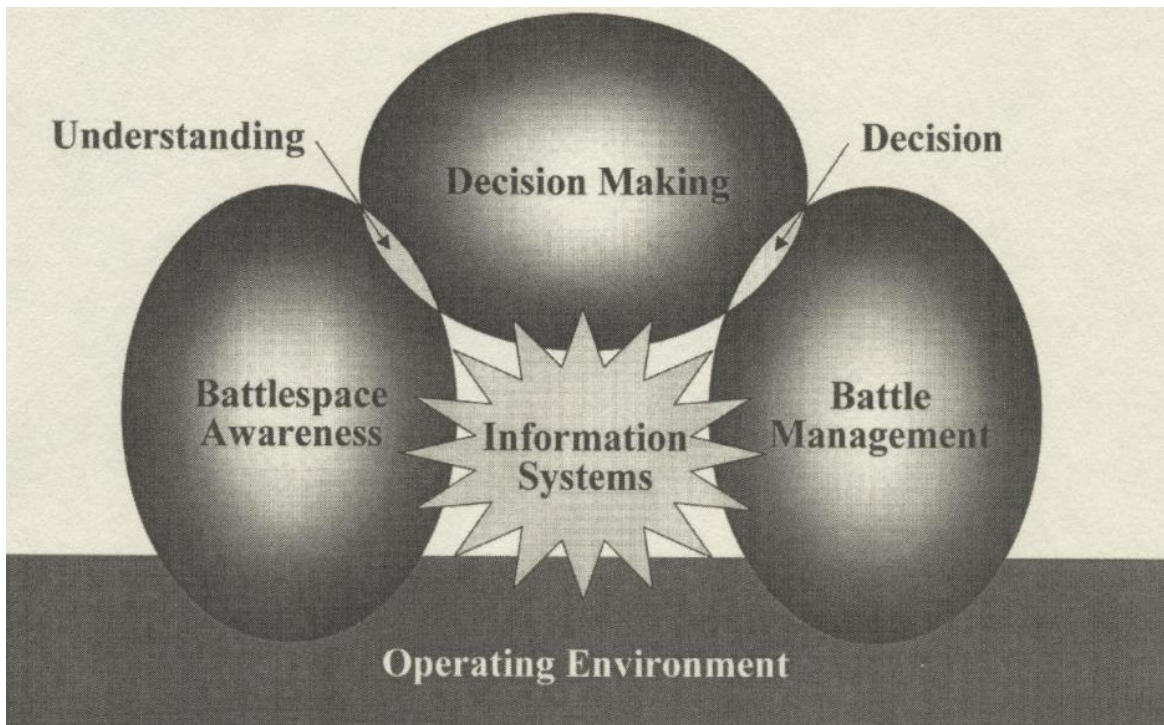 Understanding
Decision
Decision Making
Battlespace
Awareness
Information
Systems
Battle
Management
Operating Environment